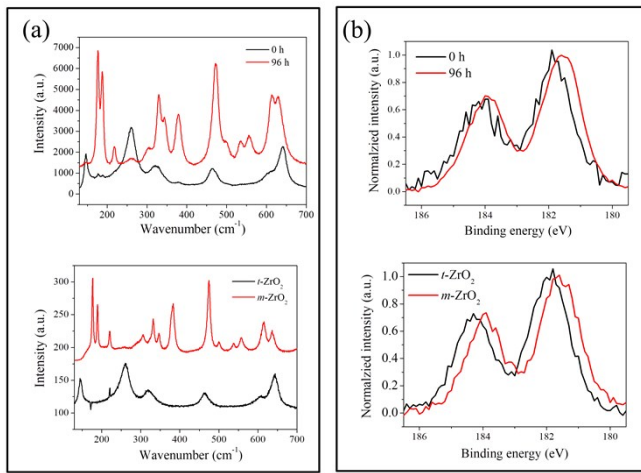 (a)
0 h
96 h
7000
6000
5000
4000
3000
2000
1000
0
Intensity (a.u.)
200 300 400 500 600 700
Wavenumber (cm-1)
t-ZrO2
m-ZrO2
300
250
200
150
100
Intensity (a.u.)
200 300 400 500 600 700
Wavenumber (cm-1)
(b)
0 h
96 h
1.0
0.8
0.6
0.4
0.2
0.0
Normalzied intensity (a.u.)
186 184 182 180
Binding energy (eV)
t-ZrO2
m-ZrO2
1.0
0.8
0.6
0.4
0.2
0.0
Normalzied intensity (a.u.)
186 184 182 180
Binding energy (eV)